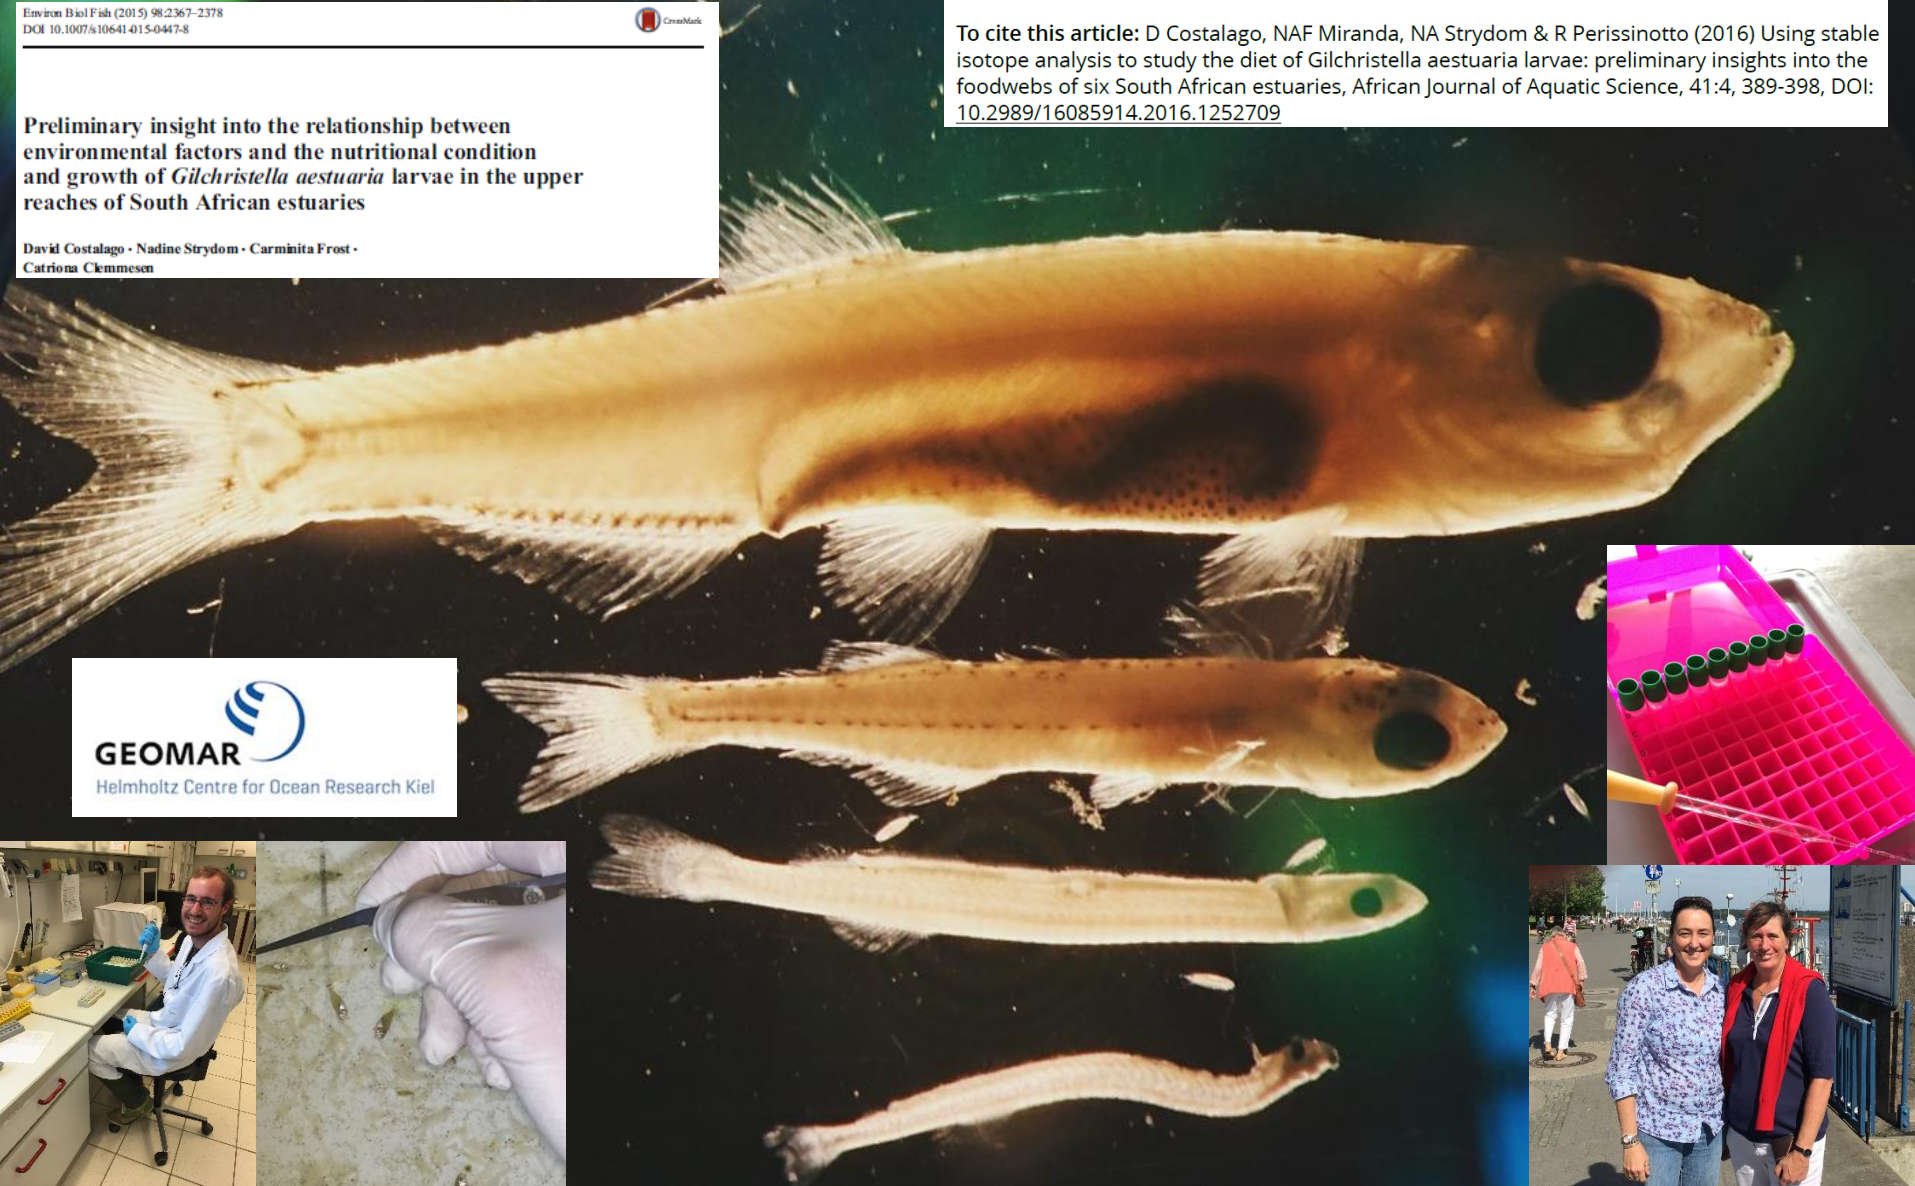 Environ Biol Fish (2015) 98:2367–2378
DOI 10.1007/s10641-015-0447-8
CrossMark
Preliminary insight into the relationship between
environmental factors and the nutritional condition
and growth of Gilchristella aestuaria larvae in the upper
reaches of South African estuaries
David Costalago · Nadine Strydom · Carminita Frost ·
Catriona Clemmesen
To cite this article: D Costalago, NAF Miranda, NA Strydom & R Perissinotto (2016) Using stable
isotope analysis to study the diet of Gilchristella aestuaria larvae: preliminary insights into the
foodwebs of six South African estuaries, African Journal of Aquatic Science, 41:4, 389-398, DOI:
10.2989/16085914.2016.1252709
GEOMAR
Helmholtz Centre for Ocean Research Kiel